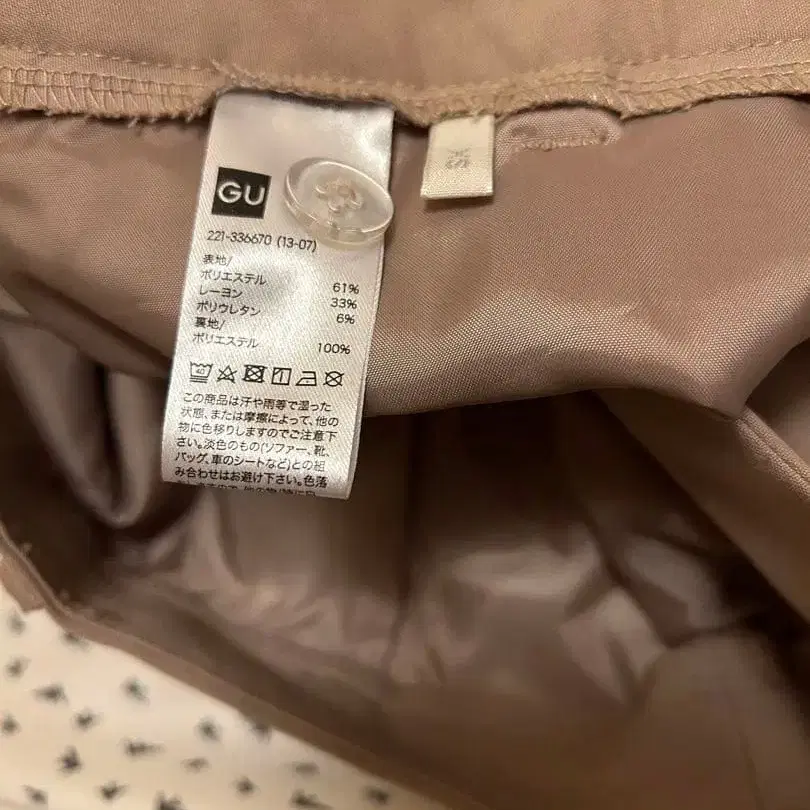 GU
221-336670 (13-07)
表地/
ポリエステル 61%
レーヨン 33%
ポリウレタン 6%
裏地/
ポリエステル 100%
40
この商品は汗や雨等で湿った
状態、または摩擦によって、他の
物に色移りしますのでご注意下
さい。淡色のもの(ソファー、靴、
バッグ、車のシートなど)との組
み合わせはお避け下さい。色落
XS